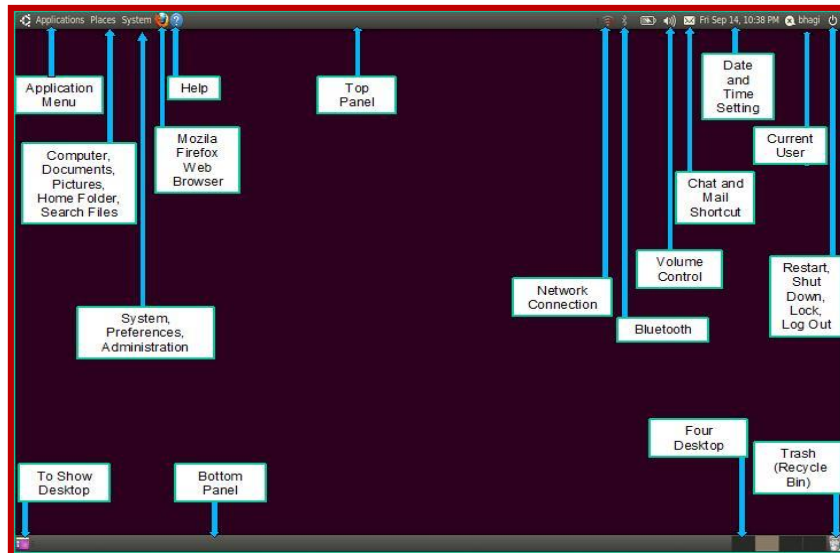 Applications Places System
Fri Sep 14, 10:38 PM
bhagi
Application
Menu
Help
Top
Panel
Date
and
Time
Setting
Computer,
Documents,
Pictures,
Home Folder,
Search Files
Mozila
Firefox
Web
Browser
Current
User
Chat and
Mail
Shortcut
Volume
Control
Network
Connection
Restart,
Shut
Down,
Lock,
Log Out
System,
Preferences,
Administration
Bluetooth
Four
Desktop
To Show
Desktop
Bottom
Panel
Trash
(Recycle
Bin)